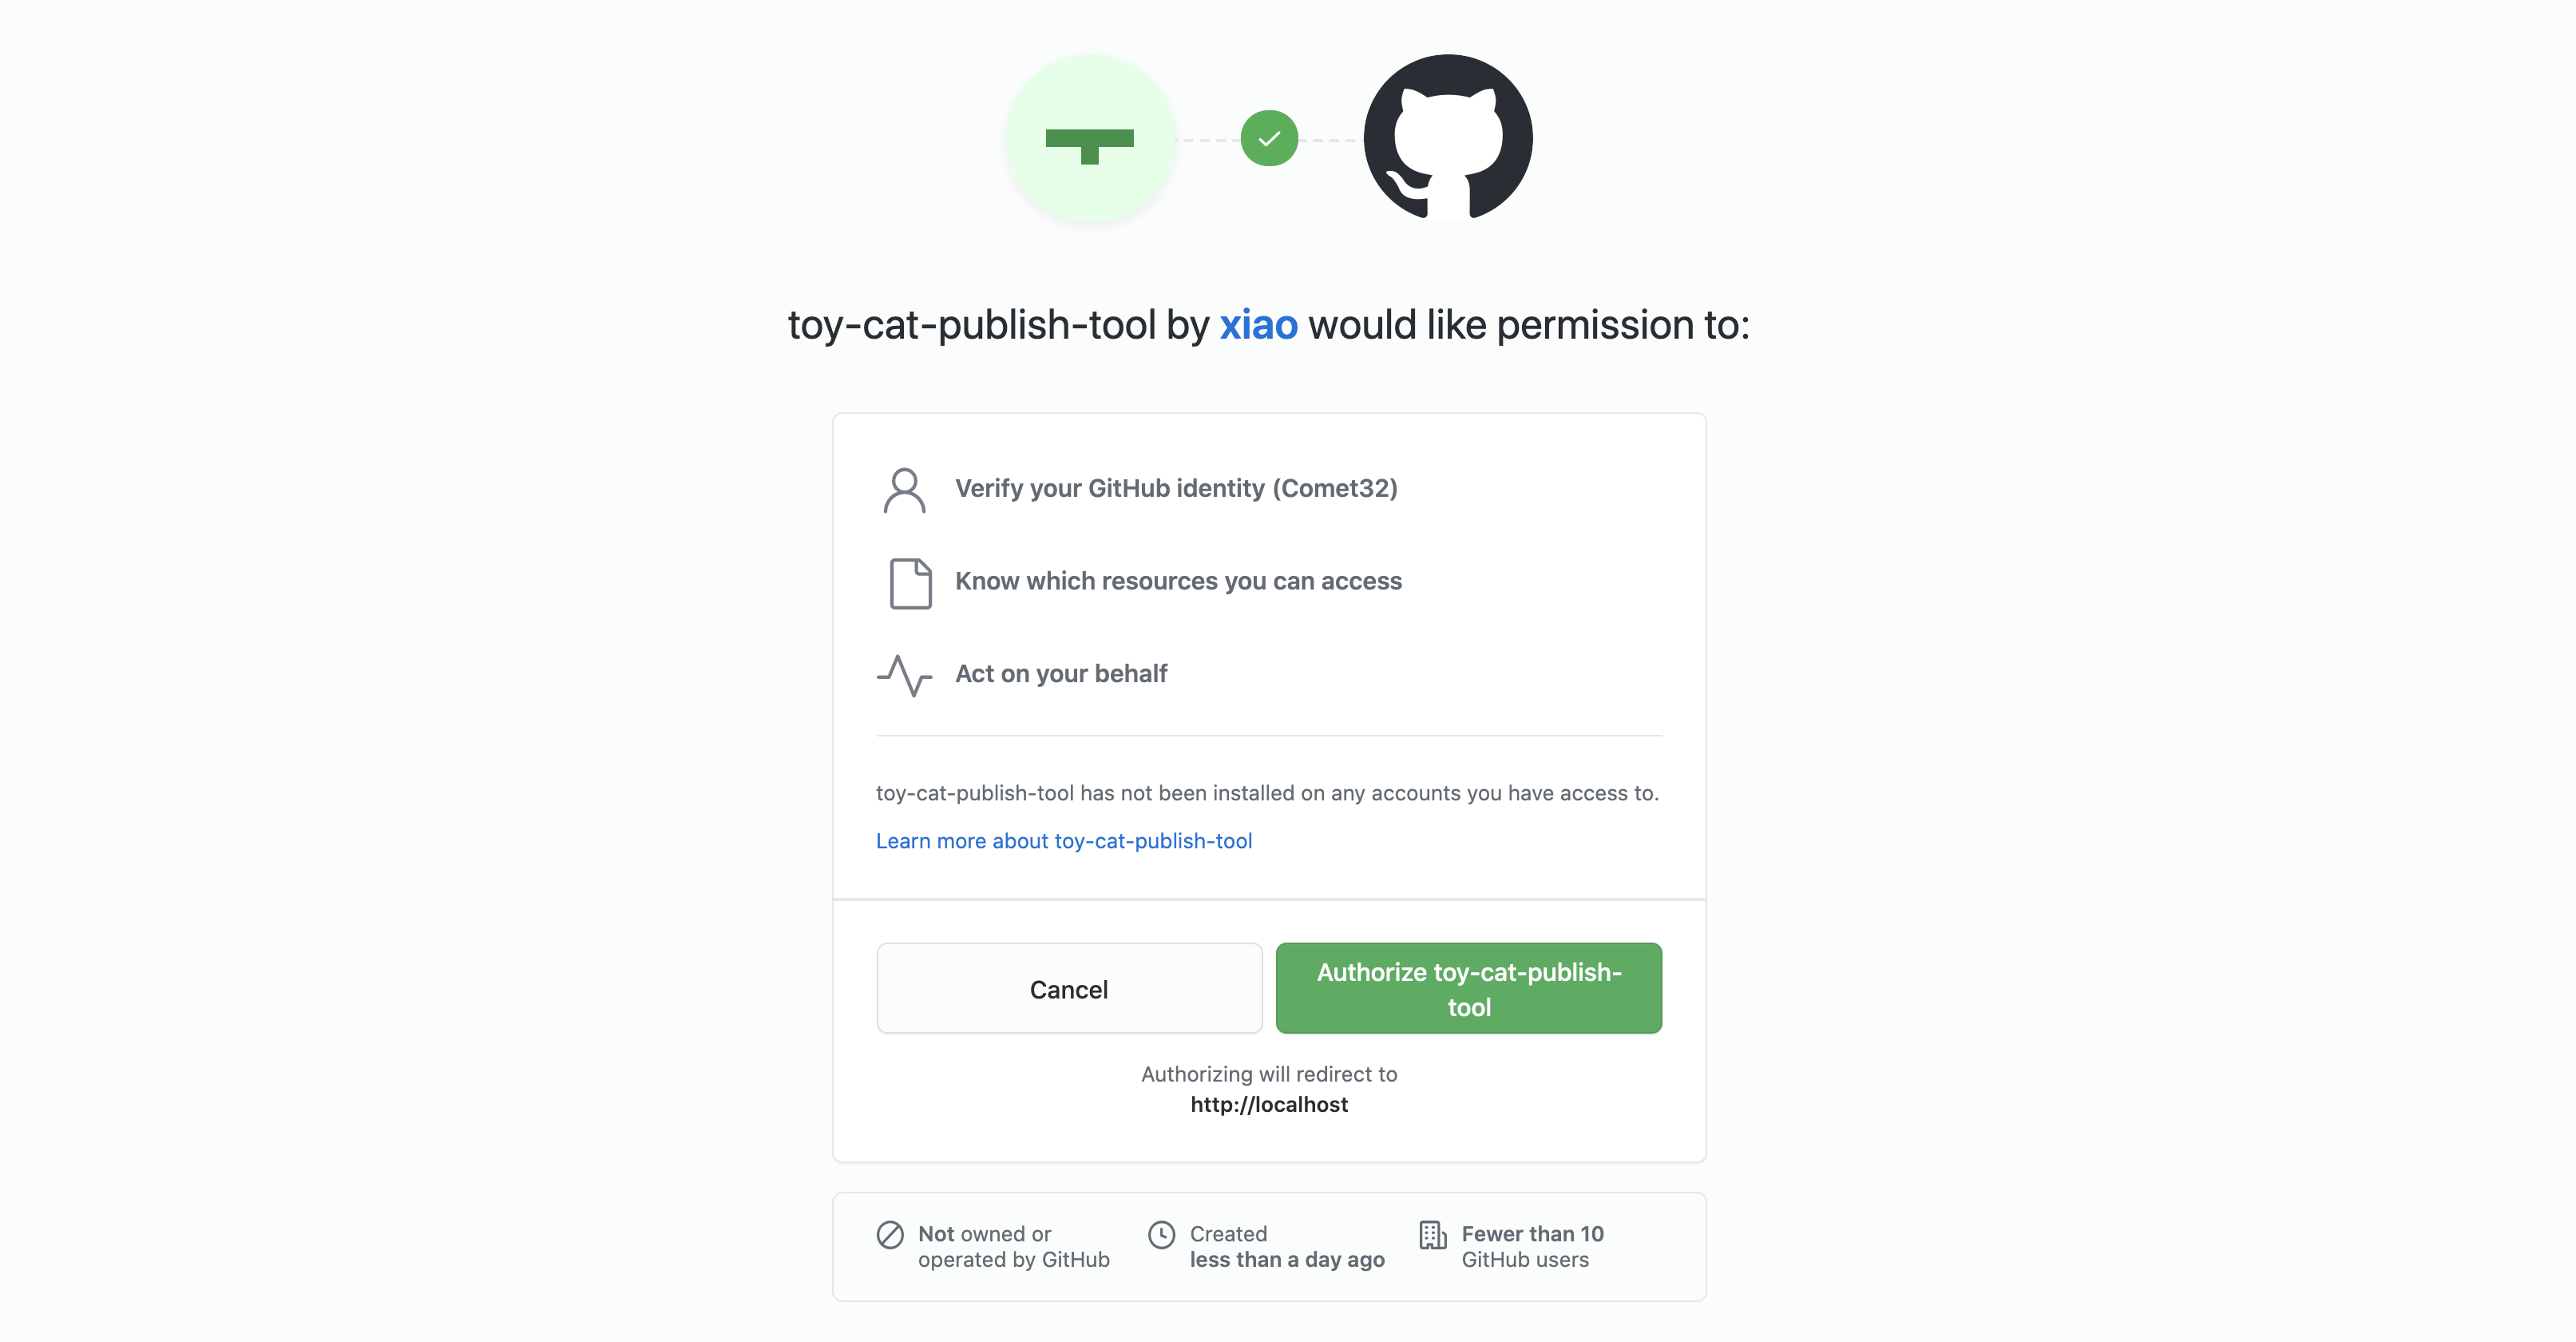 toy-cat-publish-tool by xiao would like permission to:
Verify your GitHub identity (Comet32)
Know which resources you can access
Act on your behalf
toy-cat-publish-tool has not been installed on any accounts you have access to.
Learn more about toy-cat-publish-tool
Cancel
Authorize toy-cat-publish-
tool
Authorizing will redirect to
http://localhost
Not owned or
operated by GitHub
Created
less than a day ago
Fewer than 10
GitHub users